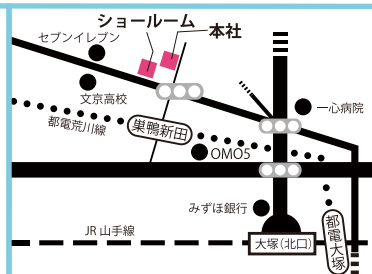 ショールーム
本社
セブンイレブン
文京高校
都電荒川線
巣鴨新田
一心病院
OMO5
みずほ銀行
都電大塚
JR 山手線
大塚(北口)